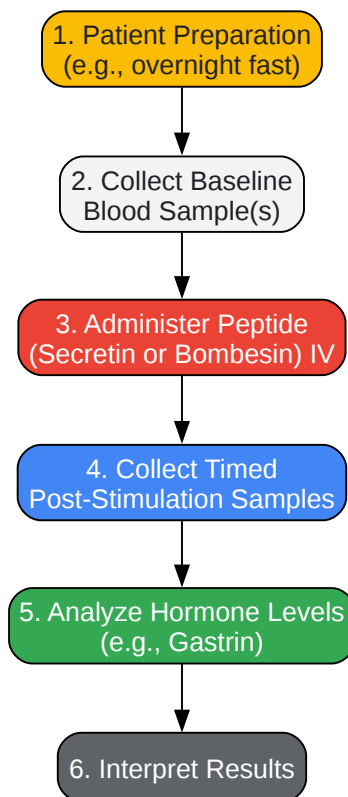 1. Patient Preparation
(e.g., overnight fast)
2. Collect Baseline
Blood Sample(s)
3. Administer Peptide
(Secretin or Bombesin) IV
4. Collect Timed
Post-Stimulation Samples
5. Analyze Hormone Levels
(e.g., Gastrin)
6. Interpret Results